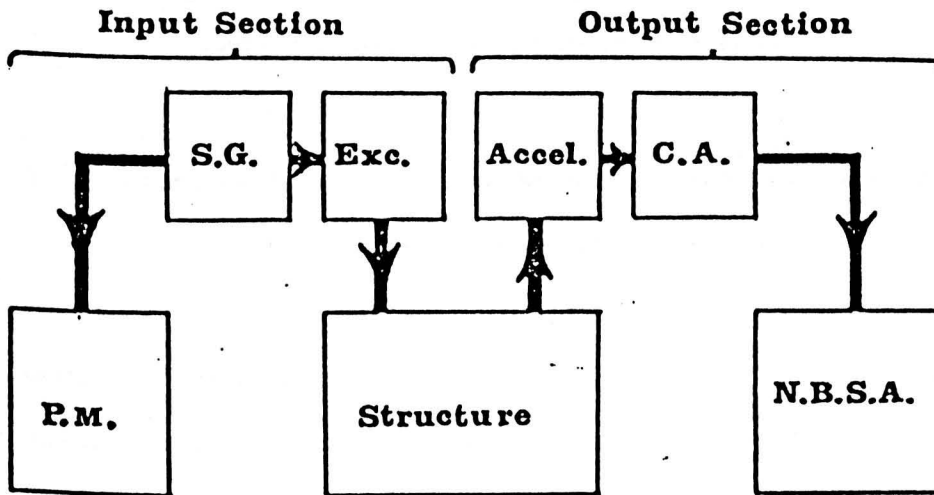 Input Section
Output Section
S.G.
Exc.
Accel.
C.A.
P.M.
Structure
N.B.S.A.